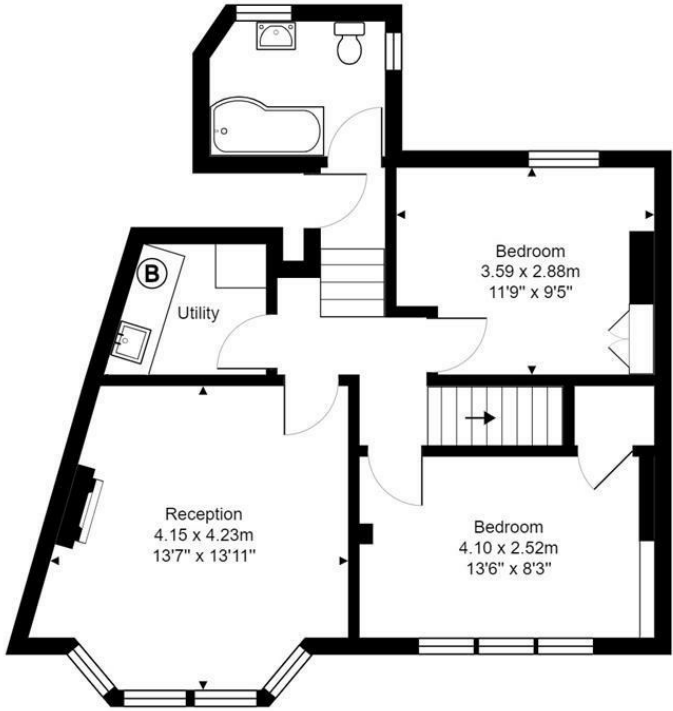 Bedroom
3.59 x 2.88m
11'9" x 9'5"
B
Utility
Reception
4.15 x 4.23m
13'7" x 13'11"
Bedroom
4.10 x 2.52m
13'6" x 8'3"